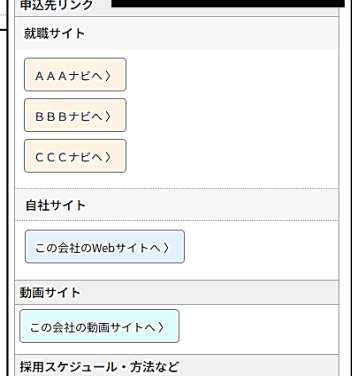 申込先リンク
就職サイト
ＡＡＡナビへ 〉
ＢＢＢナビへ 〉
ＣＣＣナビへ 〉
自社サイト
この会社のWebサイトへ 〉
動画サイト
この会社の動画サイトへ 〉
採用スケジュール・方法など